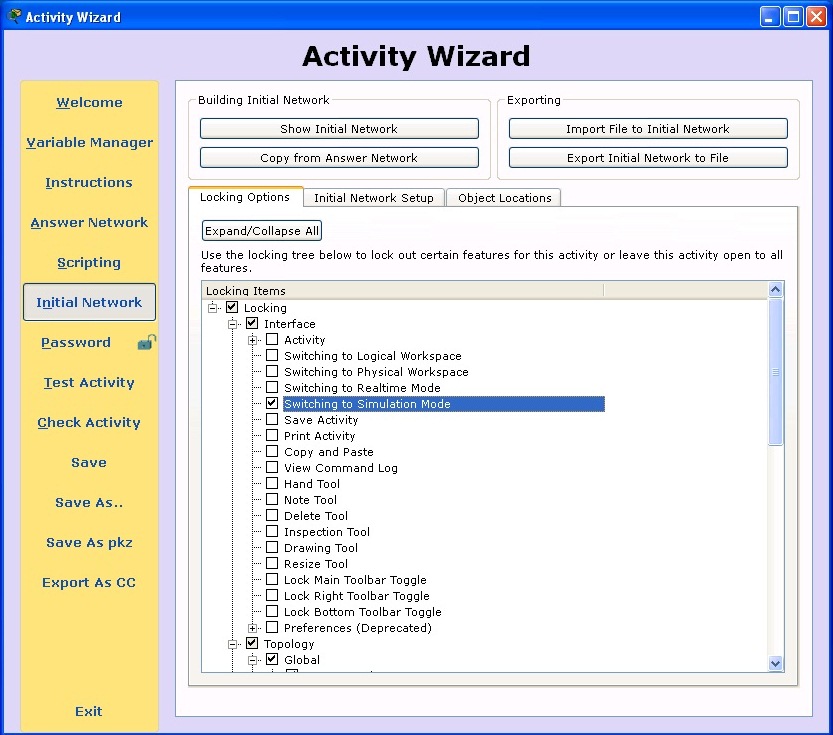 Activity Wizard
Activity Wizard
Welcome
Variable Manager
Instructions
Answer Network
Scripting
Initial Network
Password
Test Activity
Check Activity
Save
Save As..
Save As pkz
Export As CC
Exit
Building Initial Network
Show Initial Network
Copy from Answer Network
Exporting
Import File to Initial Network
Export Initial Network to File
Locking Options
Initial Network Setup
Object Locations
Expand/Collapse All
Use the locking tree below to lock out certain features for this activity or leave this activity open to all
features.
Locking Items
Locking
Interface
Activity
Switching to Logical Workspace
Switching to Physical Workspace
Switching to Realtime Mode
Switching to Simulation Mode
Save Activity
Print Activity
Copy and Paste
View Command Log
Hand Tool
Note Tool
Delete Tool
Inspection Tool
Drawing Tool
Resize Tool
Lock Main Toolbar Toggle
Lock Right Toolbar Toggle
Lock Bottom Toolbar Toggle
Preferences (Deprecated)
Topology
Global